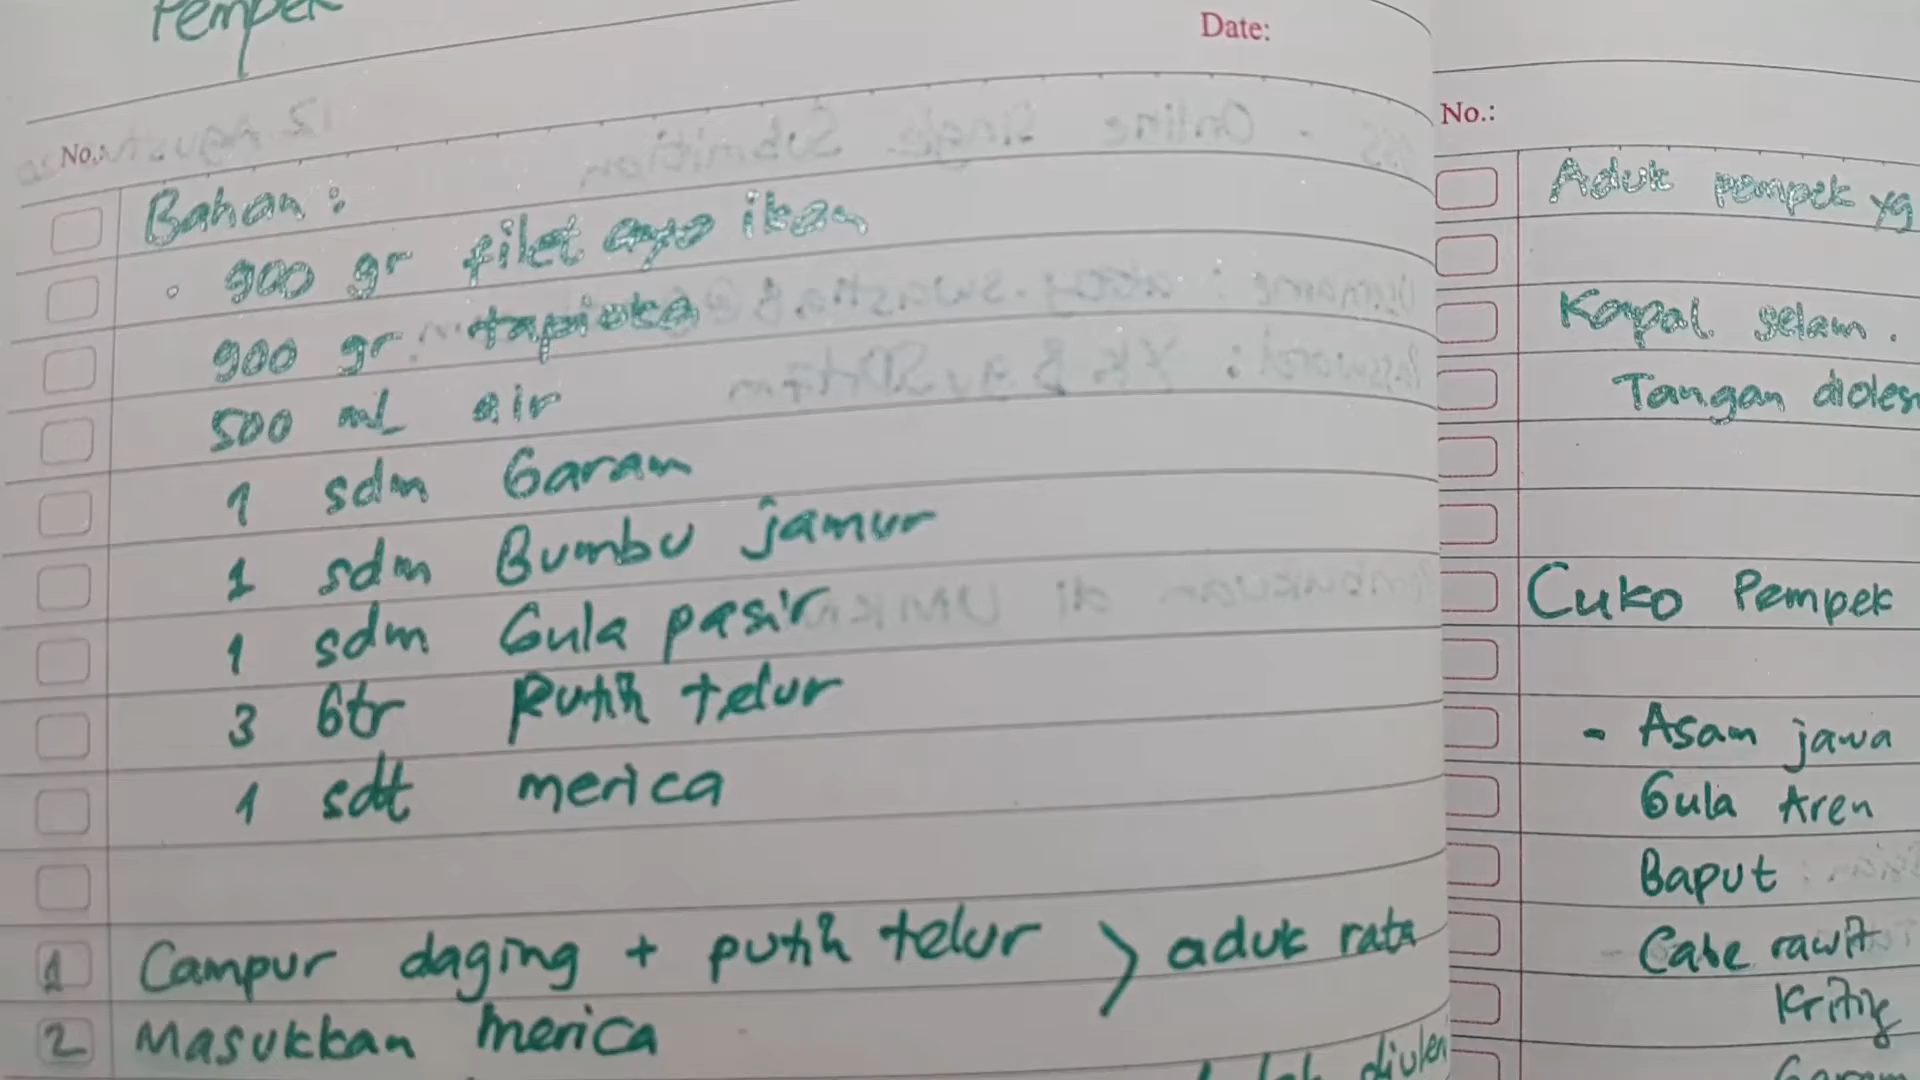 Pempek
Date:
No.:
Bahan :
900 gr filet ikan
900 gr tapioka
500 ml air
1 sdm Garam
1 sdm Bumbu jamur
1 sdm Gula pasir
3 btr Putih telur
1 sdt merica
1 Campur daging + putih telur > aduk rata
2 Masukkan merica
diulen
No.:
Aduk pempek yg
Kapal selam.
Tangan dioles
Cuko Pempek
- Asam jawa
Gula Aren
Baput
Cabe rawit
Kriting
Garam